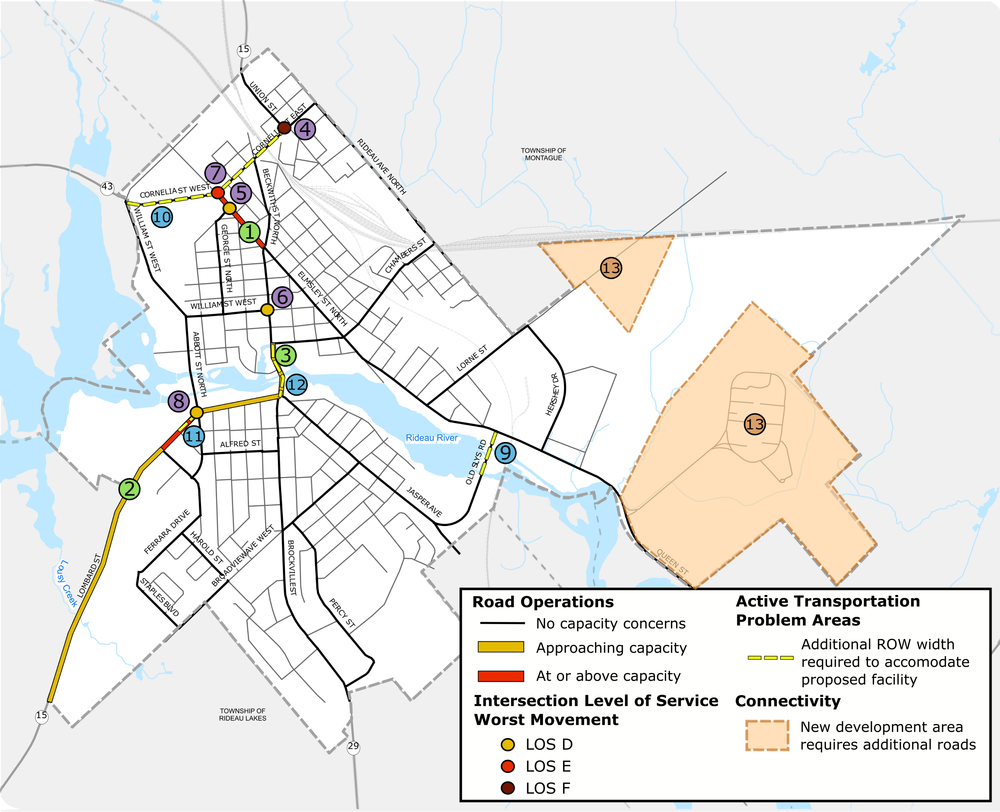 15
UNION ST
CORNELIA ST EAST
4
RIDEAU AVE NORTH
TOWNSHIP OF
MONTAGUE
7
5
43
CORNELIA ST WEST
10
BECKWITH ST NORTH
1
WILLIAM ST WEST
GEORGE ST NORTH
CHAMBERS ST
13
ELMSLEY ST NORTH
6
WILLIAM ST WEST
ABBOTT ST NORTH
3
LORNE ST
12
HERSHEY DR
8
13
11
Rideau River
ALFRED ST
OLD SLYS RD
9
2
JASPER AVE
FERRARA DRIVE
HAROLD ST
BROADVIEW AVE WEST
BROCKVILLE ST
LOMBARD ST
Lousy Creek
STAPLES BLVD
PERCY ST
QUEEN ST
15
TOWNSHIP OF
RIDEAU LAKES
29
Road Operations
No capacity concerns
Approaching capacity
At or above capacity
Intersection Level of Service
Worst Movement
LOS D
LOS E
LOS F
Active Transportation
Problem Areas
Additional ROW width
required to accomodate
proposed facility
Connectivity
New development area
requires additional roads